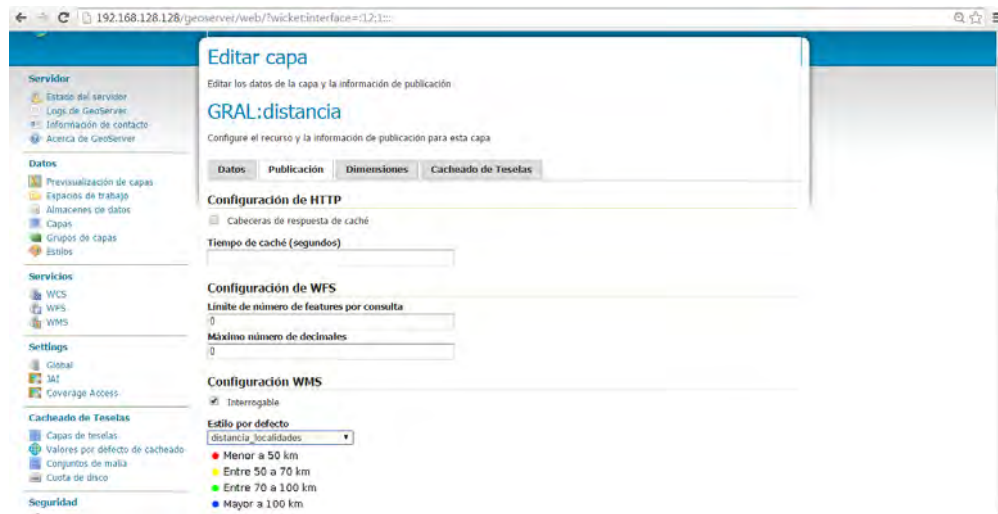 192.168.128.128/geoserver/web/?wicket:interface=:12:1:::
Servidor
Estado del servidor
Logs de GeoServer
Información de contacto
Acerca de GeoServer
Datos
Previsualización de capas
Espacios de trabajo
Almacenes de datos
Capas
Grupos de capas
Estilos
Servicios
WCS
WFS
WMS
Settings
Global
JAI
Coverage Access
Cacheado de Teselas
Capas de teselas
Valores por defecto de cacheado
Conjuntos de malla
Cuota de disco
Seguridad
Editar capa
Editar los datos de la capa y la información de publicación
GRAL:distancia
Configure el recurso y la información de publicación para esta capa
Datos Publicación Dimensiones Cacheado de Teselas
Configuración de HTTP
Cabeceras de respuesta de caché
Tiempo de caché (segundos)
Configuración de WFS
Límite de número de features por consulta
0
Máximo número de decimales
0
Configuración WMS
Interrogable
Estilo por defecto
distancia_localidades
Menor a 50 km
Entre 50 a 70 km
Entre 70 a 100 km
Mayor a 100 km